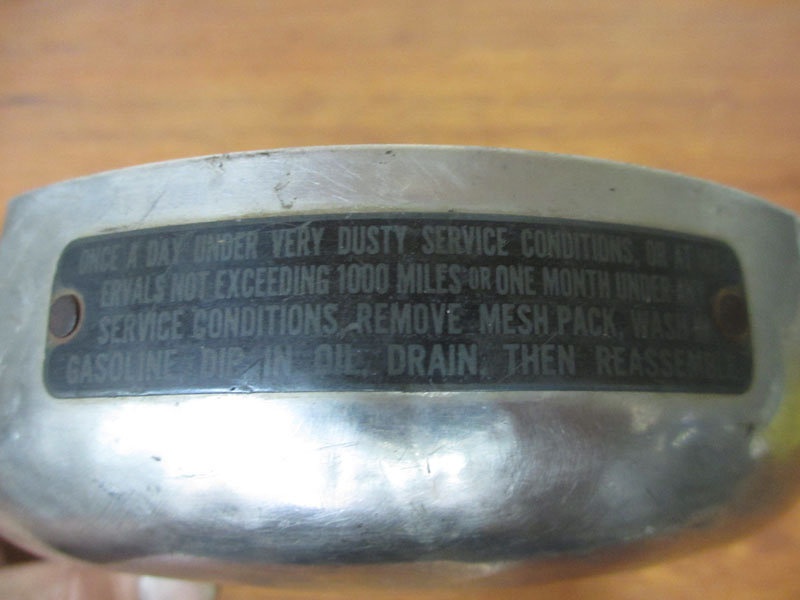 ONCE A DAY UNDER VERY DUSTY SERVICE CONDITIONS, OR AT
ERVALS NOT EXCEEDING 1000 MILES OR ONE MONTH UNDER
SERVICE CONDITIONS, REMOVE MESH PACK, WASH
GASOLINE, DIP IN OIL, DRAIN, THEN REASSEMBLE